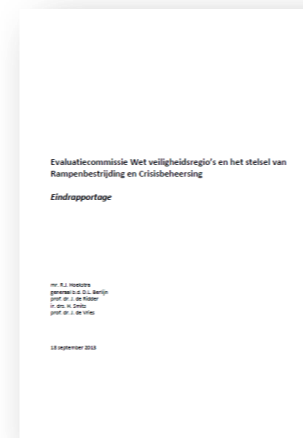 Evaluatiecommissie Wet veiligheidsregio's en het stelsel van
Rampenbestrijding en Crisisbeheersing
Eindrapportage
mr. R.J. Hoekstra
generaal b.d. D.L. Berlijn
prof. dr. J. de Ridder
ir. drs. H. Smits
prof. dr. J. de Vries
18 september 2013